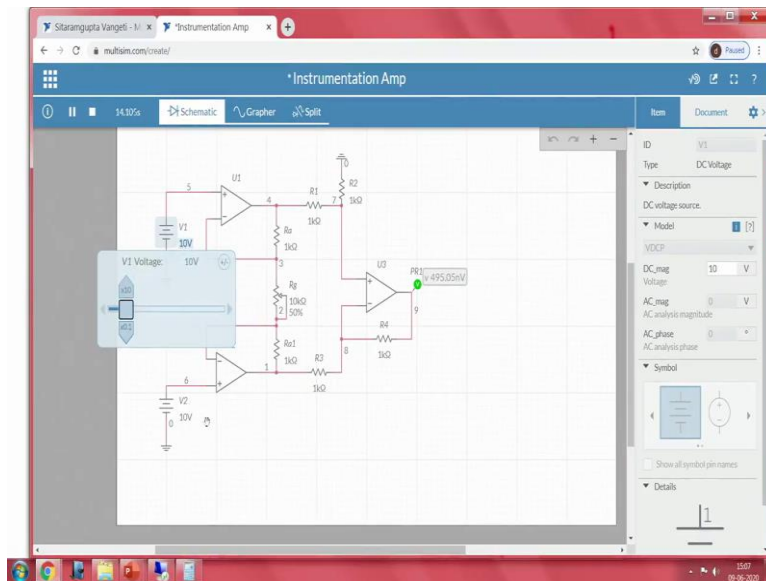 Sitaramgupta Vangeti - M
*Instrumentation Amp
multisim.com/create/
d Paused
*Instrumentation Amp
14.105s
Schematic
Grapher
Split
Item
Document
ID V1
Type DC Voltage
Description
DC voltage source.
Model i [?]
VDCP
DC_mag 10 V
Voltage
AC_mag 0 V
AC analysis magnitude
AC_phase 0 °
AC analysis phase
Symbol
Show all symbol pin names
Details
1
0
U1
R2
5
R1
4
7
1kΩ
1kΩ
V1
10V
Ra
1kΩ
V1 Voltage: 10V +/-
3
U3
PR1
V 495.05nV
x10
Rg
10kΩ
2
50%
9
x0.1
R4
Ra1
1kΩ
R3
8
1kΩ
1
1kΩ
6
V2
10V
0
15:07
09-06-2020